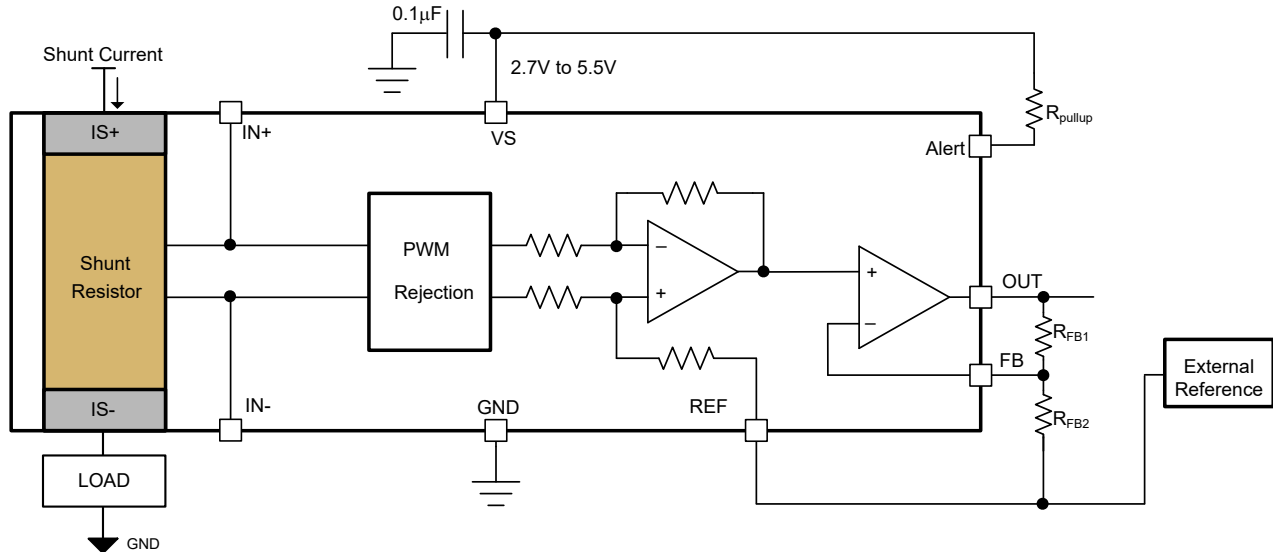 0.1μF
Shunt Current
2.7V to 5.5V
IS+
IN+
VS
Rpullup
Alert
PWM
Rejection
−
+
Shunt
Resistor
+
−
OUT
RFB1
FB
External
Reference
IS-
IN-
GND
REF
RFB2
LOAD
GND